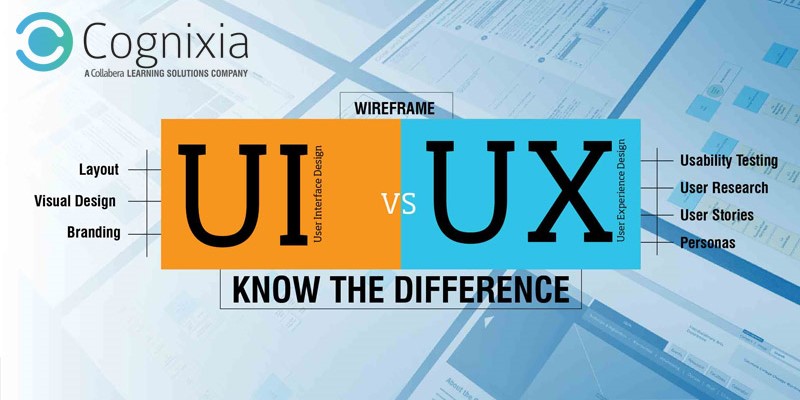 Cognixia
A Collabera LEARNING SOLUTIONS COMPANY
WIREFRAME
Layout
Visual Design
Branding
UI
User Interface Design
VS
UX
User Experience Design
Usability Testing
User Research
User Stories
Personas
KNOW THE DIFFERENCE